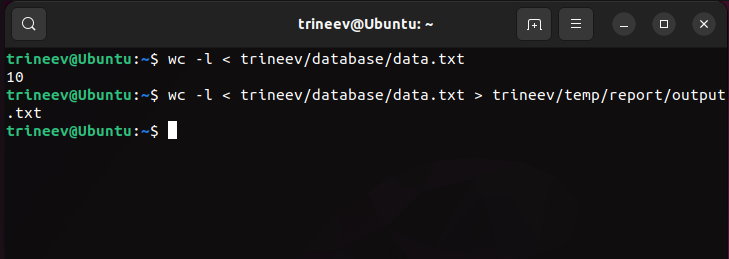 trineev@Ubuntu: ~
trineev@Ubuntu:~$ wc -l < trineev/database/data.txt
10
trineev@Ubuntu:~$ wc -l < trineev/database/data.txt > trineev/temp/report/output
.txt
trineev@Ubuntu:~$